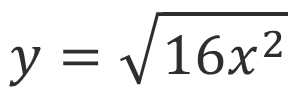 y = √16x²